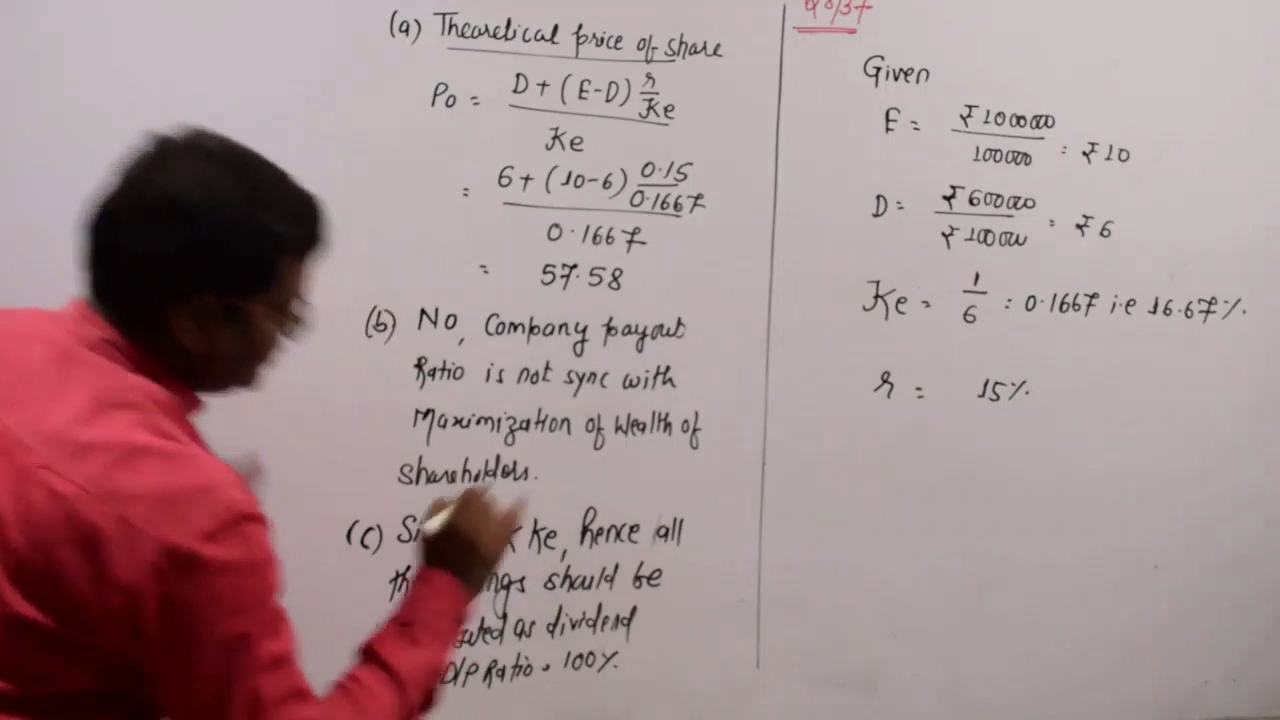 (a) Theoretical price of share
Po = D + (E-D) r/Ke
Ke
= 6 + (10-6) 0.15/0.1667
0.1667
= 57.58
(b) No, Company payout
Ratio is not sync with
Maximization of Wealth of
shareholders.
(c) Ke, hence all
should be
as dividend
D/P Ratio = 100%.
Given
E = ₹1000000/100000 = ₹10
D = ₹600000/₹100000 = ₹6
Ke = 1/6 = 0.1667 i.e 16.67%.
r = 15%